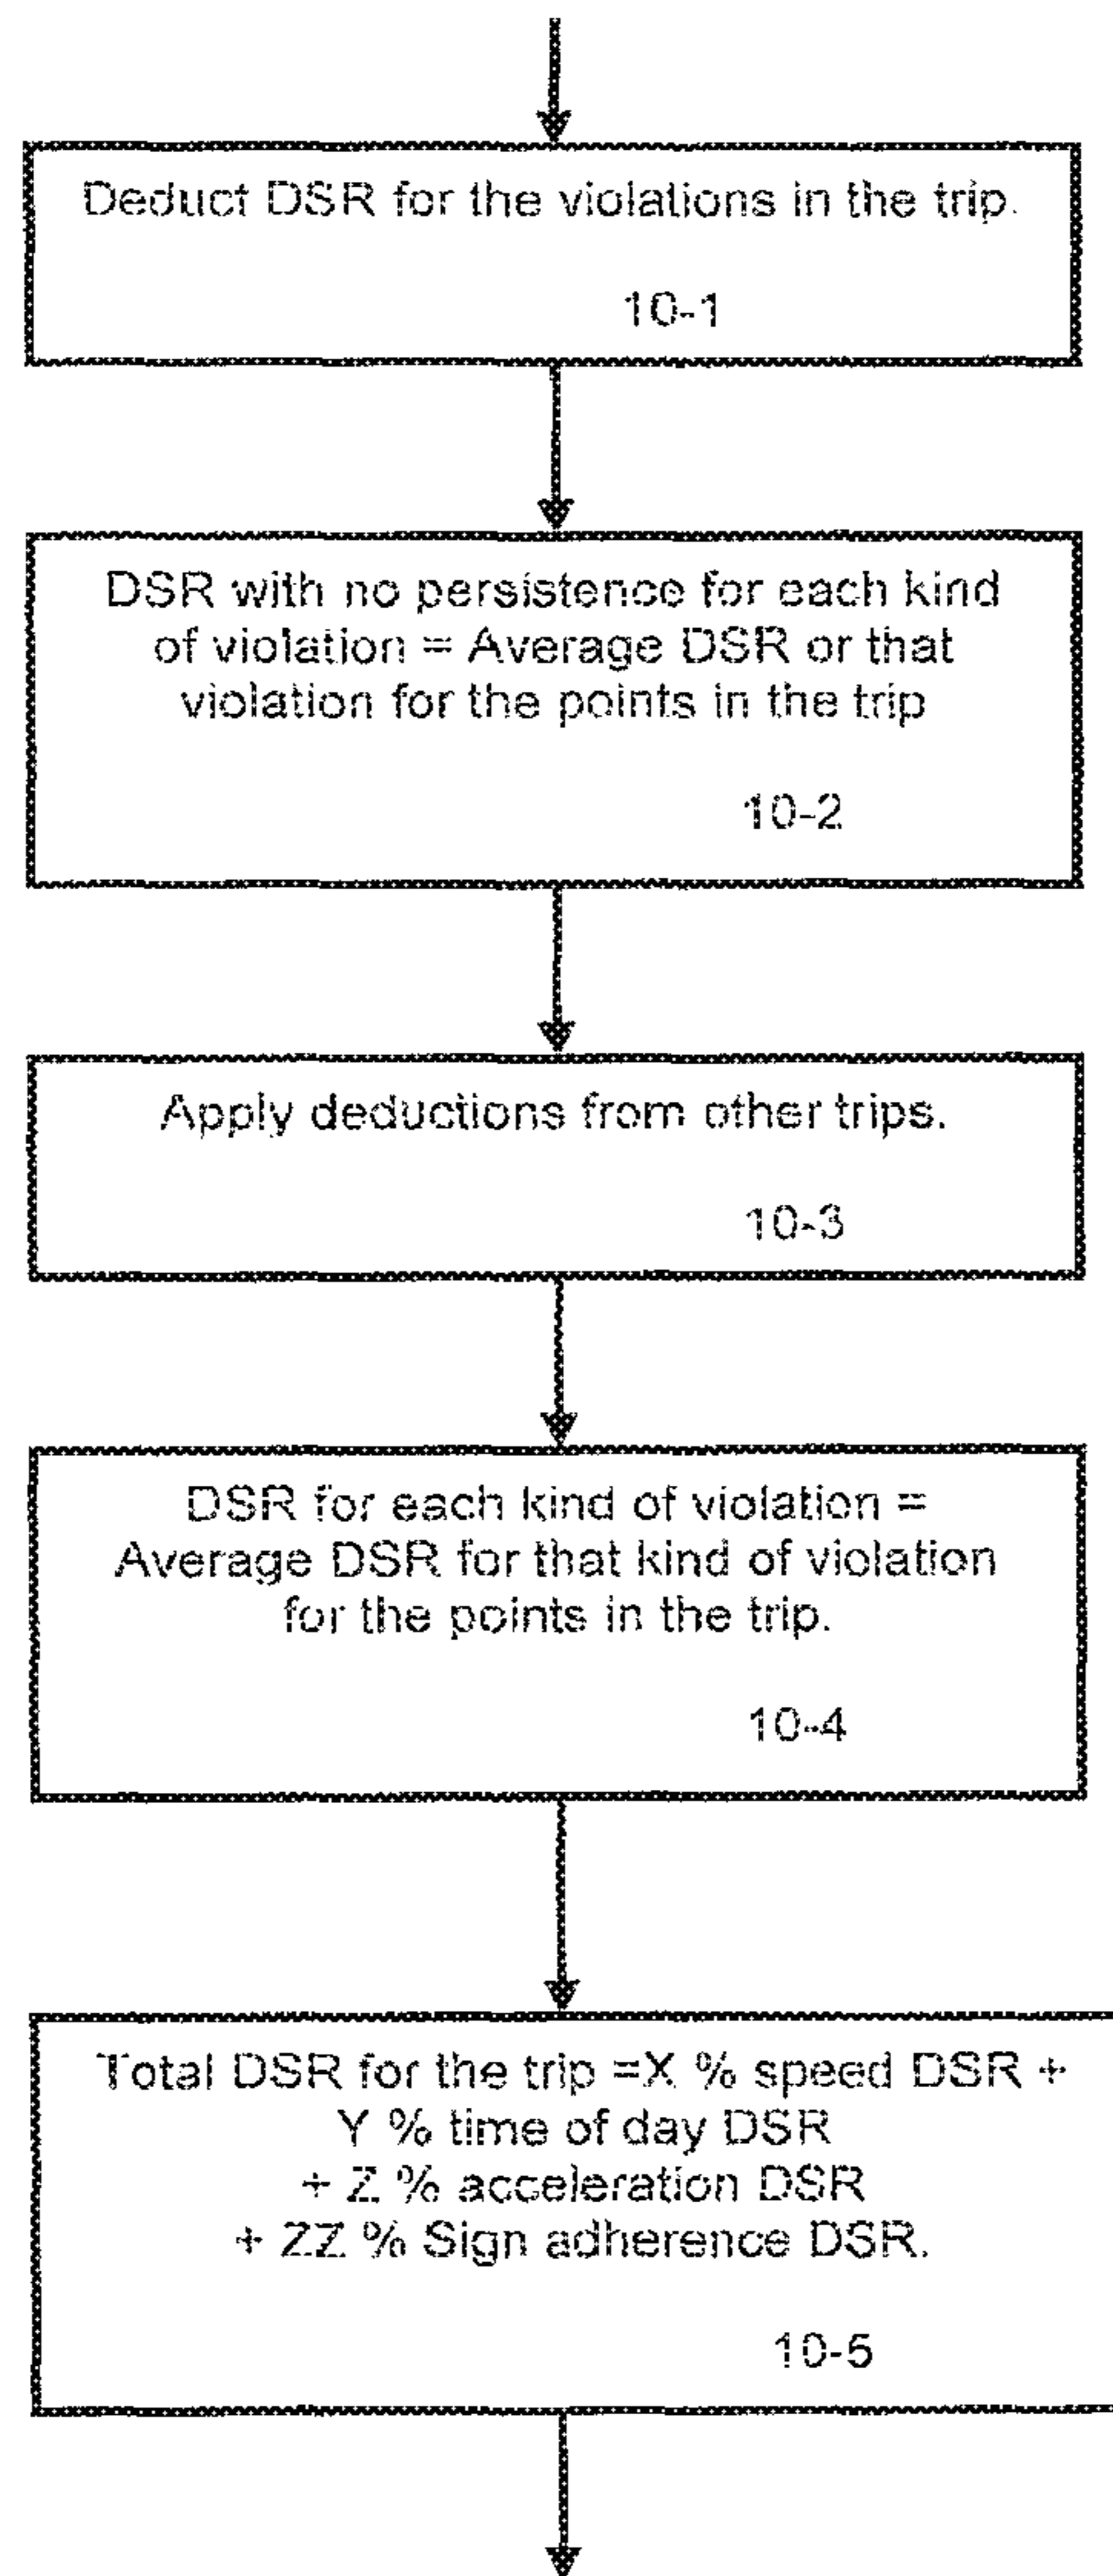 Deduct DSR for the violations in the trip.
10-1
DSR with no persistence for each kind
of violation = Average DSR or that
violation for the points in the trip
10-2
Apply deductions from other trips.
10-3
DSR for each kind of violation =
Average DSR for that kind of violation
for the points in the trip.
10-4
Total DSR for the trip =X % speed DSR +
Y % time of day DSR
+ Z % acceleration DSR
+ ZZ % Sign adherence DSR.
10-5